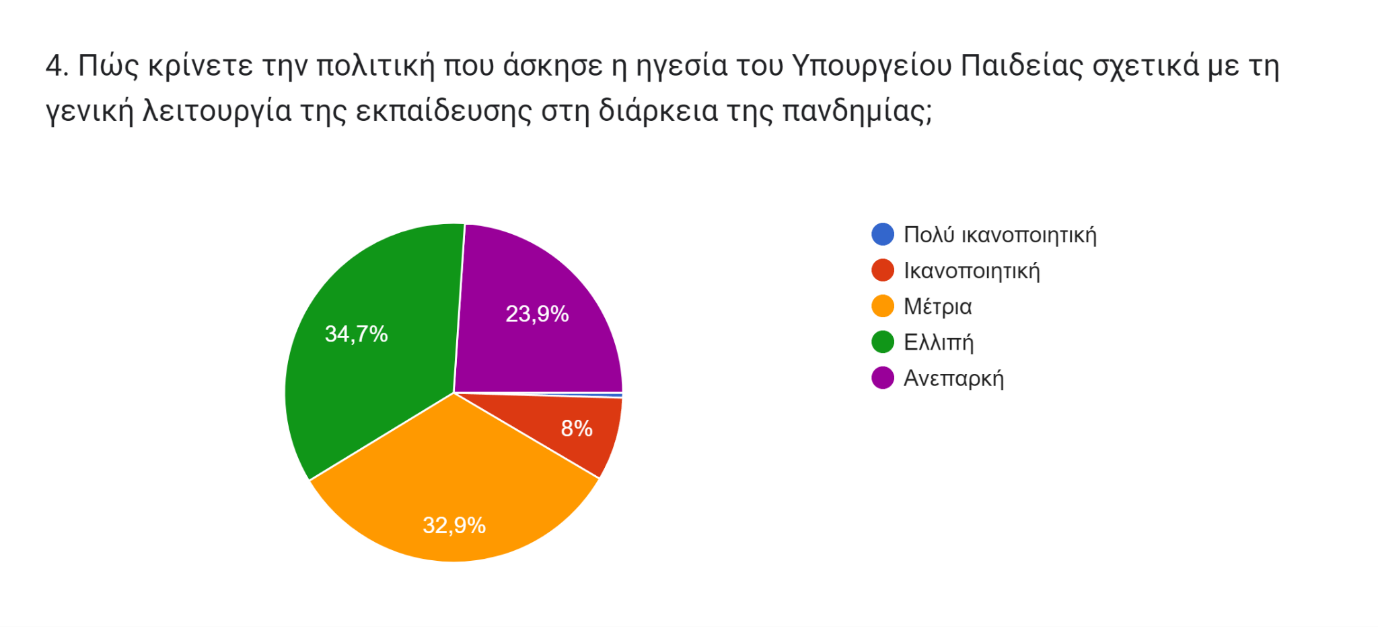 4. Πώς κρίνετε την πολιτική που άσκησε η ηγεσία του Υπουργείου Παιδείας σχετικά με τη
γενική λειτουργία της εκπαίδευσης στη διάρκεια της πανδημίας;
Πολύ ικανοποιητική
Ικανοποιητική
Μέτρια
Ελλιπή
Ανεπαρκή
23,9%
34,7%
8%
32,9%